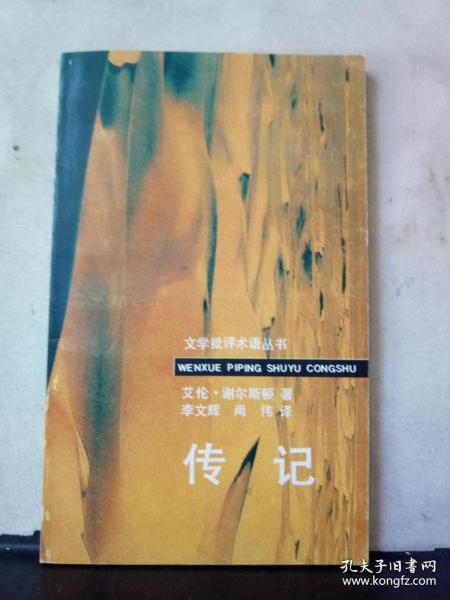 文学批评术语丛书
WENXUE PIPING SHUYU CONGSHU
艾伦·谢尔斯顿 著
李文辉 尚 伟 译
传 记
孔夫子旧书网
www.kongfz.com